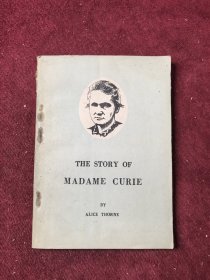 THE STORY OF
MADAME CURIE
BY
ALICE THORNE